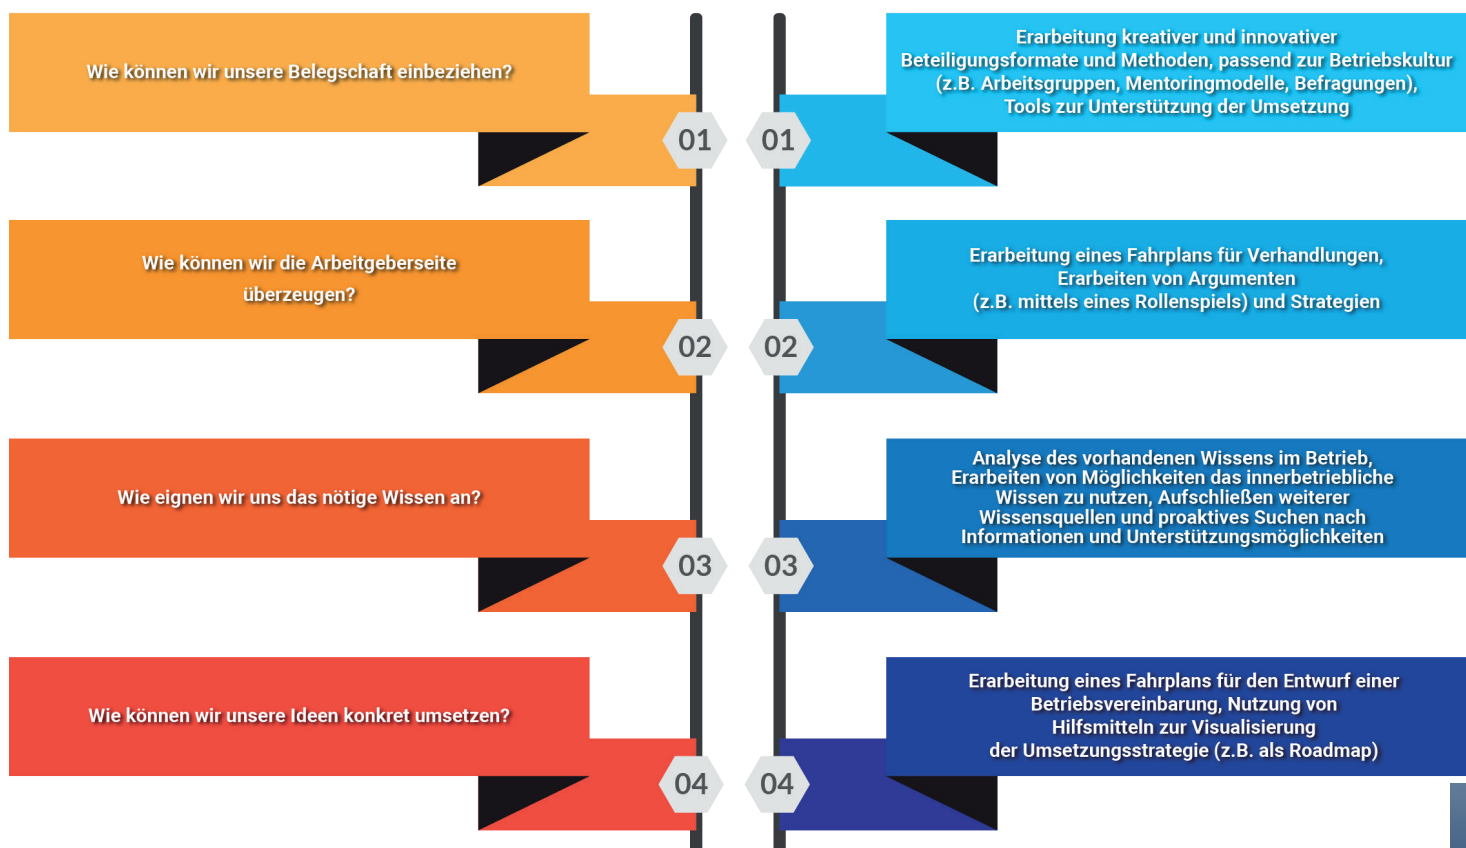 Wie können wir unsere Belegschaft einbeziehen?
01
01
Erarbeitung kreativer und innovativer
Beteiligungsformate und Methoden, passend zur Betriebskultur
(z.B. Arbeitsgruppen, Mentoringmodelle, Befragungen),
Tools zur Unterstützung der Umsetzung
Wie können wir die Arbeitgeberseite
überzeugen?
02
02
Erarbeitung eines Fahrplans für Verhandlungen,
Erarbeiten von Argumenten
(z.B. mittels eines Rollenspiels) und Strategien
Wie eignen wir uns das nötige Wissen an?
03
03
Analyse des vorhandenen Wissens im Betrieb,
Erarbeiten von Möglichkeiten das innerbetriebliche
Wissen zu nutzen, Aufschließen weiterer
Wissensquellen und proaktives Suchen nach
Informationen und Unterstützungsmöglichkeiten
Wie können wir unsere Ideen konkret umsetzen?
04
04
Erarbeitung eines Fahrplans für den Entwurf einer
Betriebsvereinbarung, Nutzung von
Hilfsmitteln zur Visualisierung
der Umsetzungsstrategie (z.B. als Roadmap)